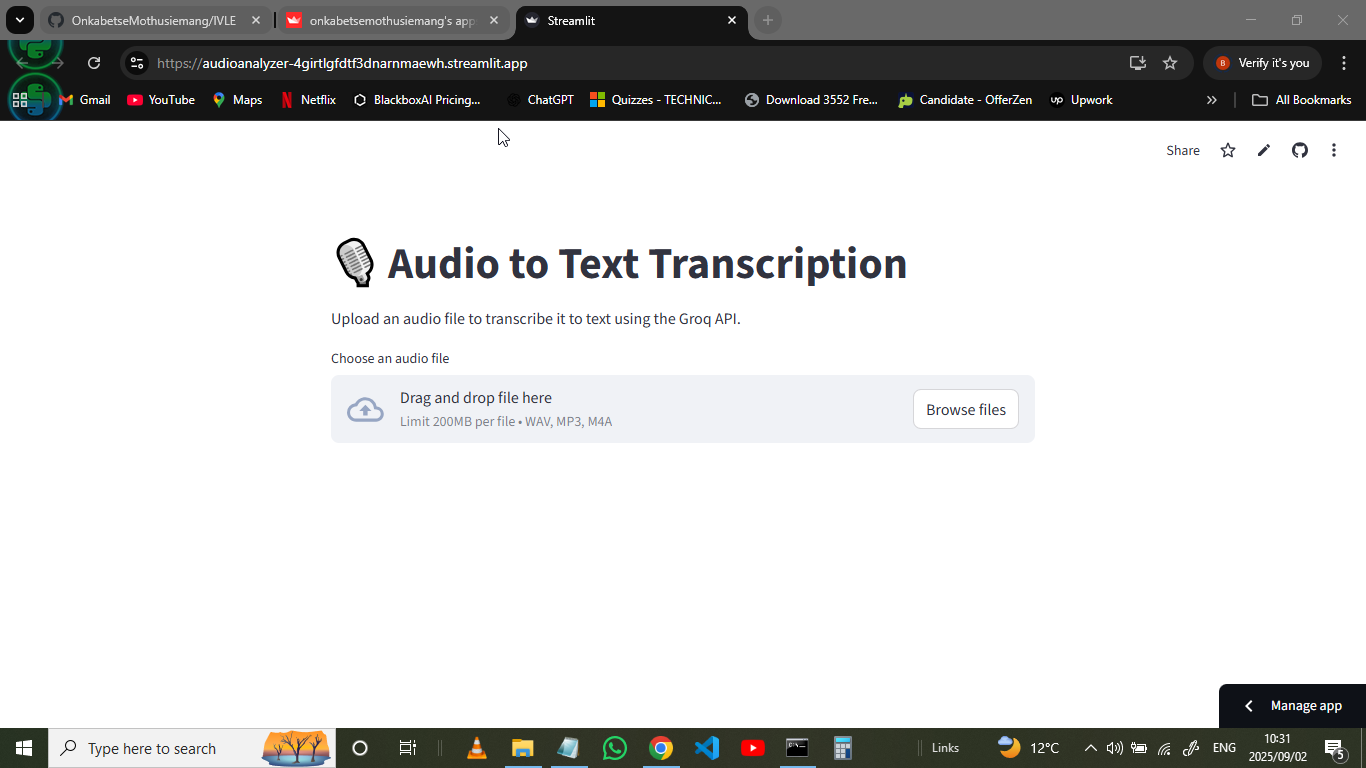 OnkabetseMothusiemang/IVLE
onkabetsemothusiemang's app
Streamlit
https://audioanalyzer-4girtlgfdtf3dnarnmaewh.streamlit.app
B
Verify it's you
Gmail
YouTube
Maps
Netflix
BlackboxAI Pricing...
ChatGPT
Quizzes - TECHNIC...
Download 3552 Fre...
Candidate - OfferZen
up
Upwork
All Bookmarks
Share
Audio to Text Transcription
Upload an audio file to transcribe it to text using the Groq API.
Choose an audio file
Drag and drop file here
Limit 200MB per file • WAV, MP3, M4A
Browse files
Manage app
Type here to search
Links
12°C
ENG
10:31
2025/09/02
5